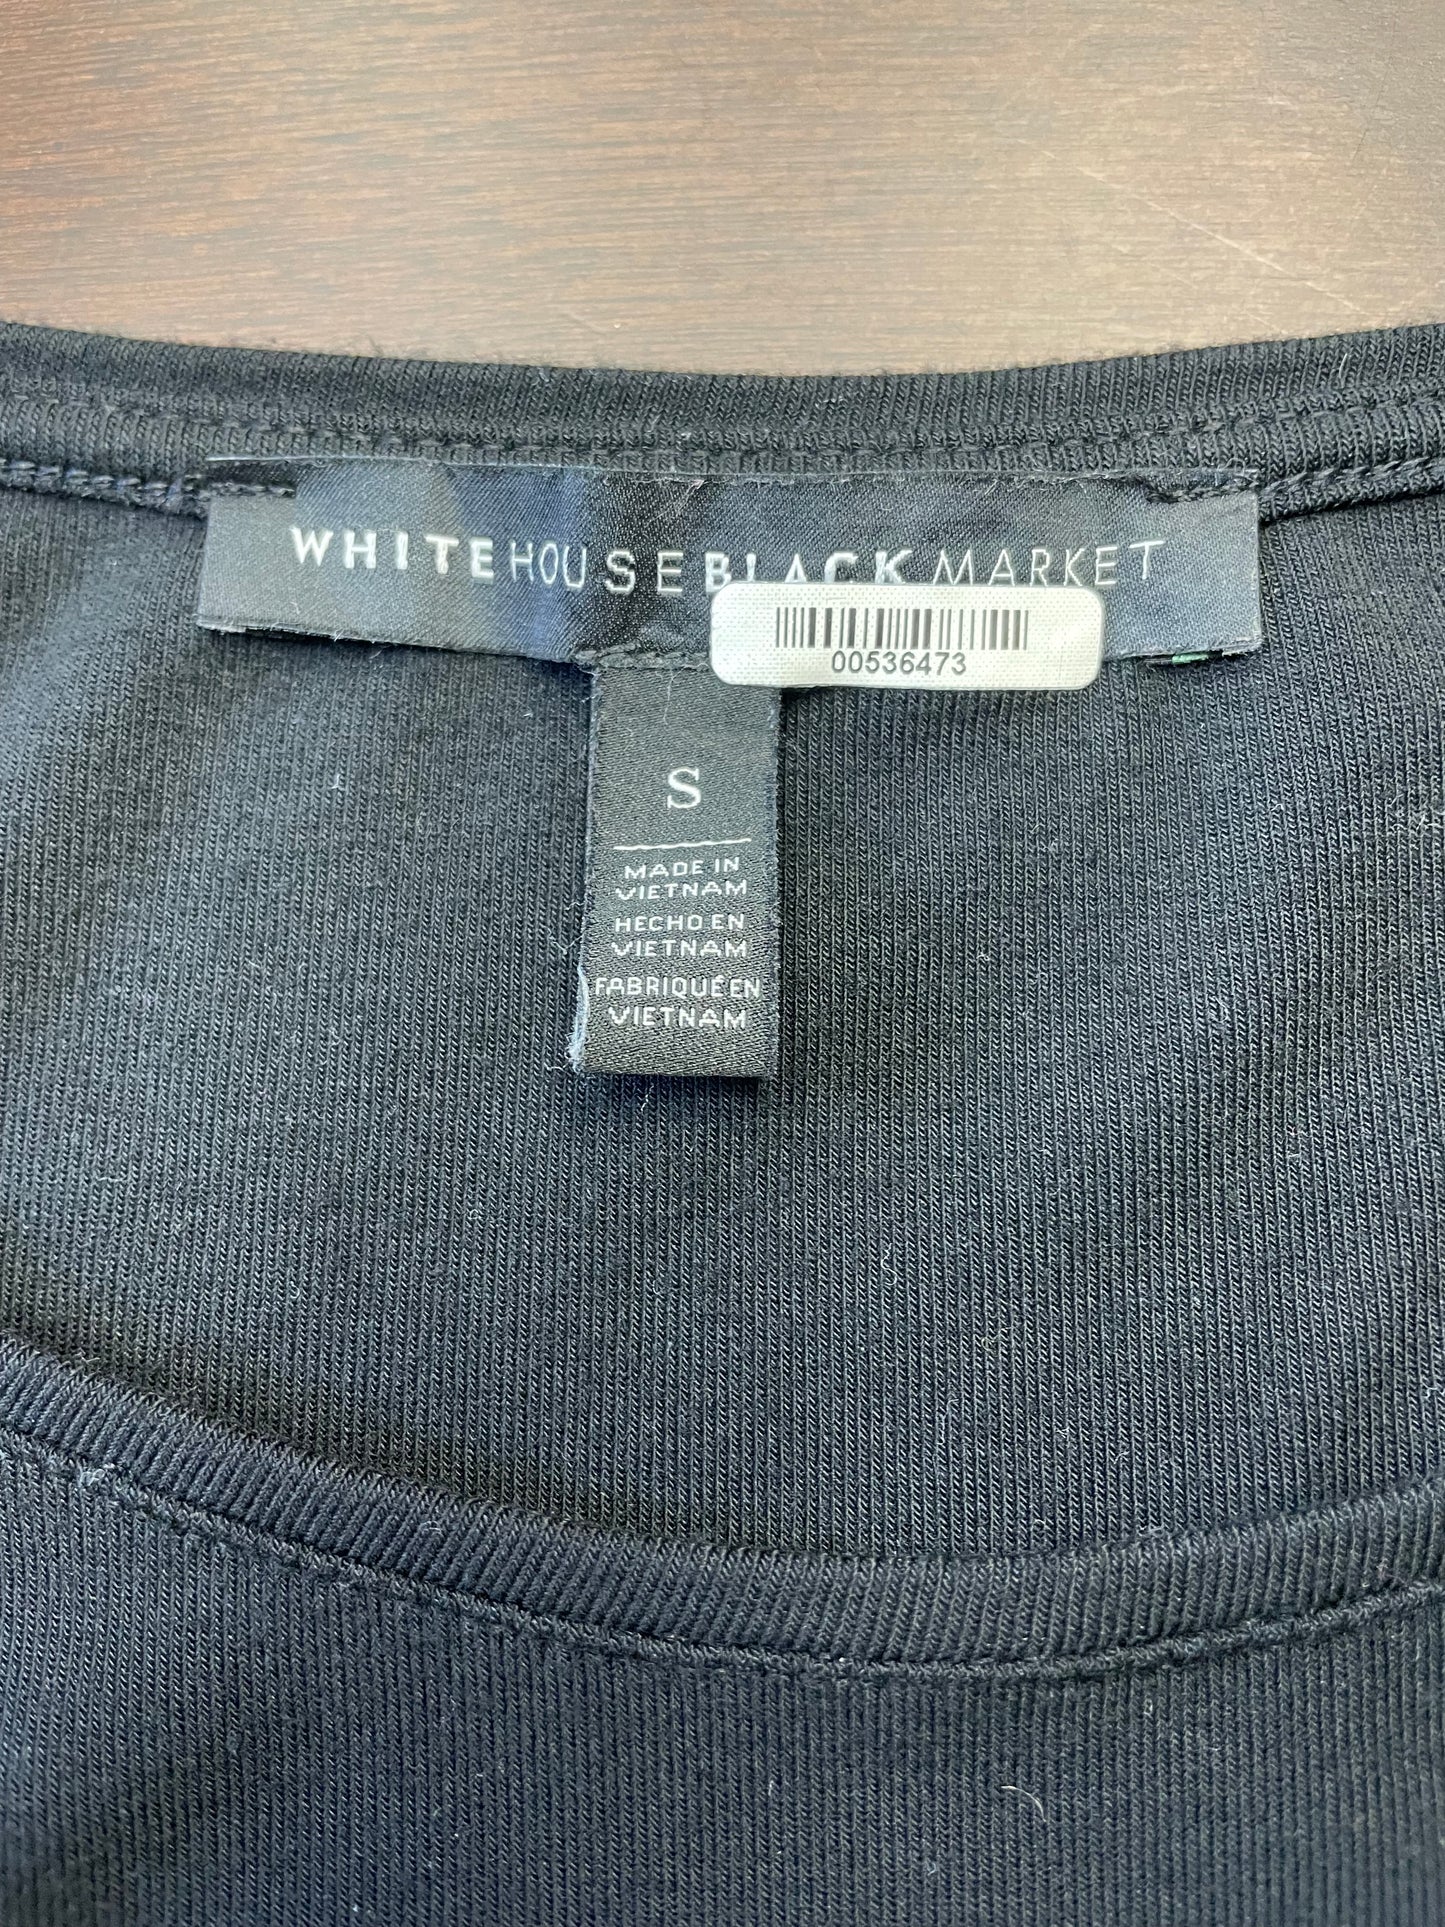 WHITEHOUSEBLACKMARKET
00536473
S
MADE IN
VIETNAM
HECHO EN
VIETNAM
FABRIQUÉ EN
VIETNAM